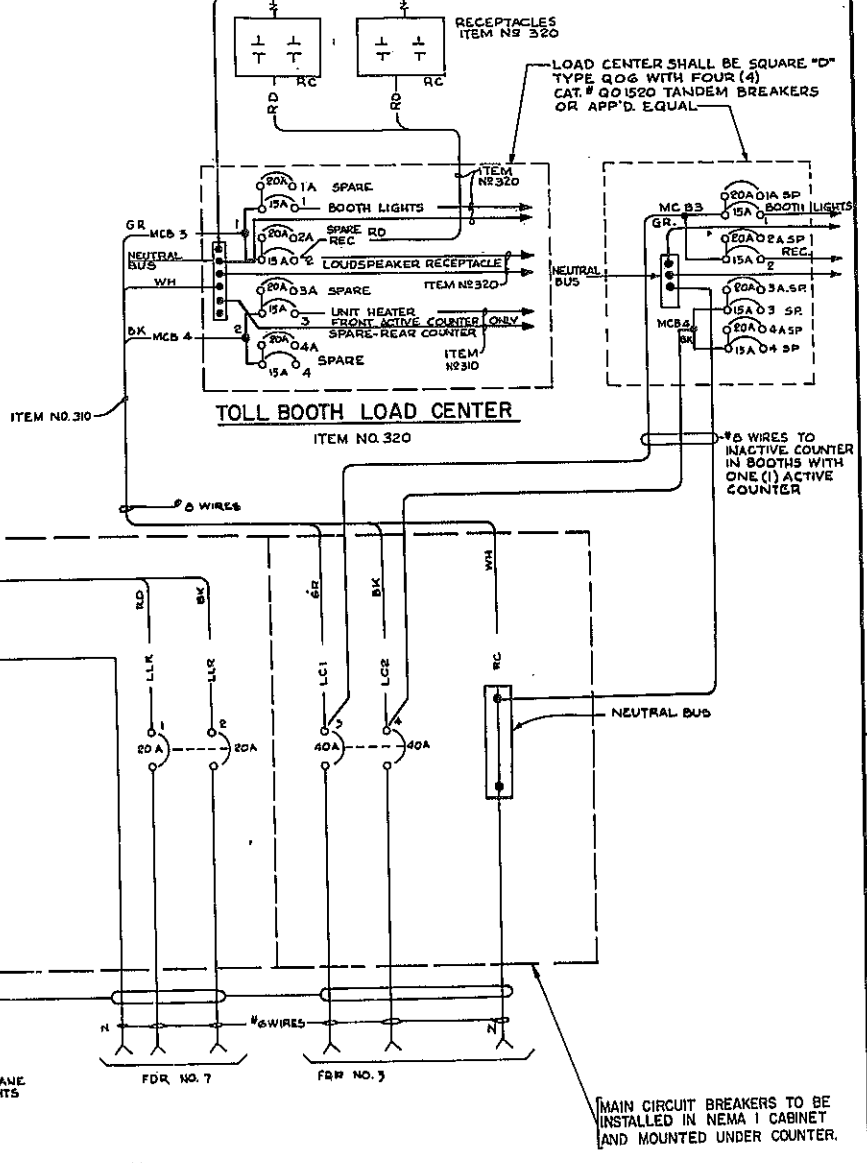 RECEPTACLES
ITEM Nº 320
RC
RC
RD
RD
LOAD CENTER SHALL BE SQUARE "D"
TYPE QO6 WITH FOUR (4)
CAT.# QO1520 TANDEM BREAKERS
OR APP'D. EQUAL
ITEM
Nº320
20A 1A SPARE
15A 1 BOOTH LIGHTS
GR MCB 3 1
20A 2A SPARE RD
REC
NEUTRAL
BUS
15A 2 LOUDSPEAKER RECEPTACLE
ITEM Nº320
WH
20A 3A SPARE
15A 3 UNIT HEATER
FRONT ACTIVE COUNTER ONLY
SPARE-REAR COUNTER
BK MCB 4 2
20A 4A
SPARE
15A 4
ITEM
Nº310
MCB3
20A 1A SP
15A 1 BOOTH LIGHTS
GR.
20A 2A SP
15A 2 REC.
NEUTRAL
BUS
20A 3A.SP.
15A 3 SP.
MCB4
BK
20A 4A SP
15A 4 SP
ITEM NO. 310
TOLL BOOTH LOAD CENTER
ITEM NO. 320
#8 WIRES TO
INACTIVE COUNTER
IN BOOTHS WITH
ONE (1) ACTIVE
COUNTER
#8 WIRES
RD
BK
GR
BK
WH
LLR
LLR
LC1
LC2
RC
NEUTRAL BUS
1
2
3
4
20A
20A
40A
40A
N
#6 WIRES
N
FDR NO. 7
FDR NO. 3
MAIN CIRCUIT BREAKERS TO BE
INSTALLED IN NEMA 1 CABINET
AND MOUNTED UNDER COUNTER.